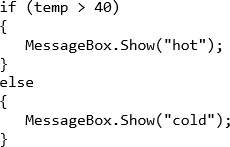 if (temp > 40)
{
   MessageBox.Show("hot");
}
else
{
   MessageBox.Show("cold");
}